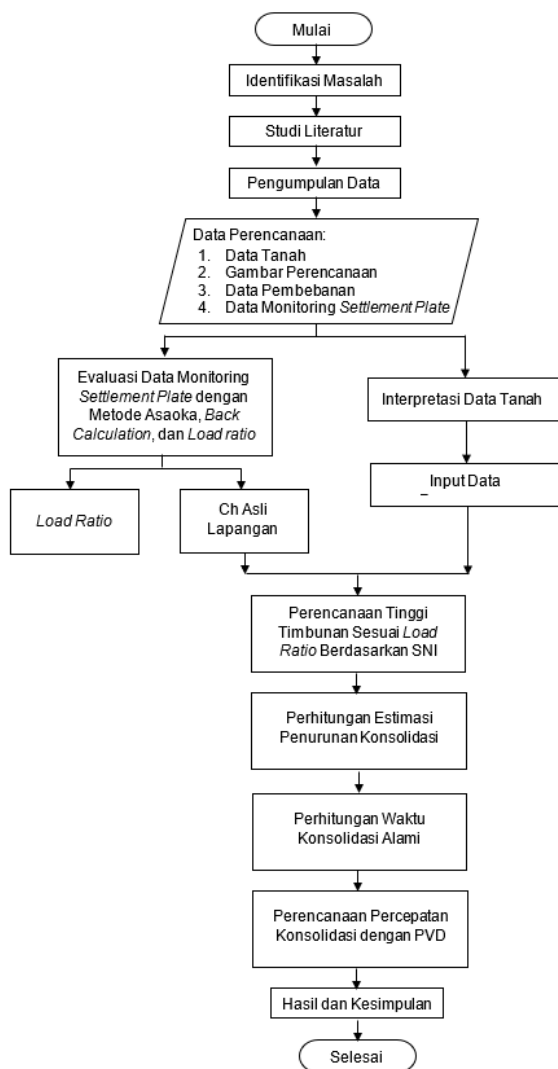 Mulai
Identifikasi Masalah
Studi Literatur
Pengumpulan Data
Data Perencanaan:
1. Data Tanah
2. Gambar Perencanaan
3. Data Pembebanan
4. Data Monitoring Settlement Plate
Evaluasi Data Monitoring
Settlement Plate dengan
Metode Asaoka, Back
Calculation, dan Load ratio
Interpretasi Data Tanah
Load Ratio
Ch Asli
Lapangan
_Input Data
Perencanaan Tinggi
Timbunan Sesuai Load
Ratio Berdasarkan SNI
Perhitungan Estimasi
Penurunan Konsolidasi
Perhitungan Waktu
Konsolidasi Alami
Perencanaan Percepatan
Konsolidasi dengan PVD
Hasil dan Kesimpulan
Selesai